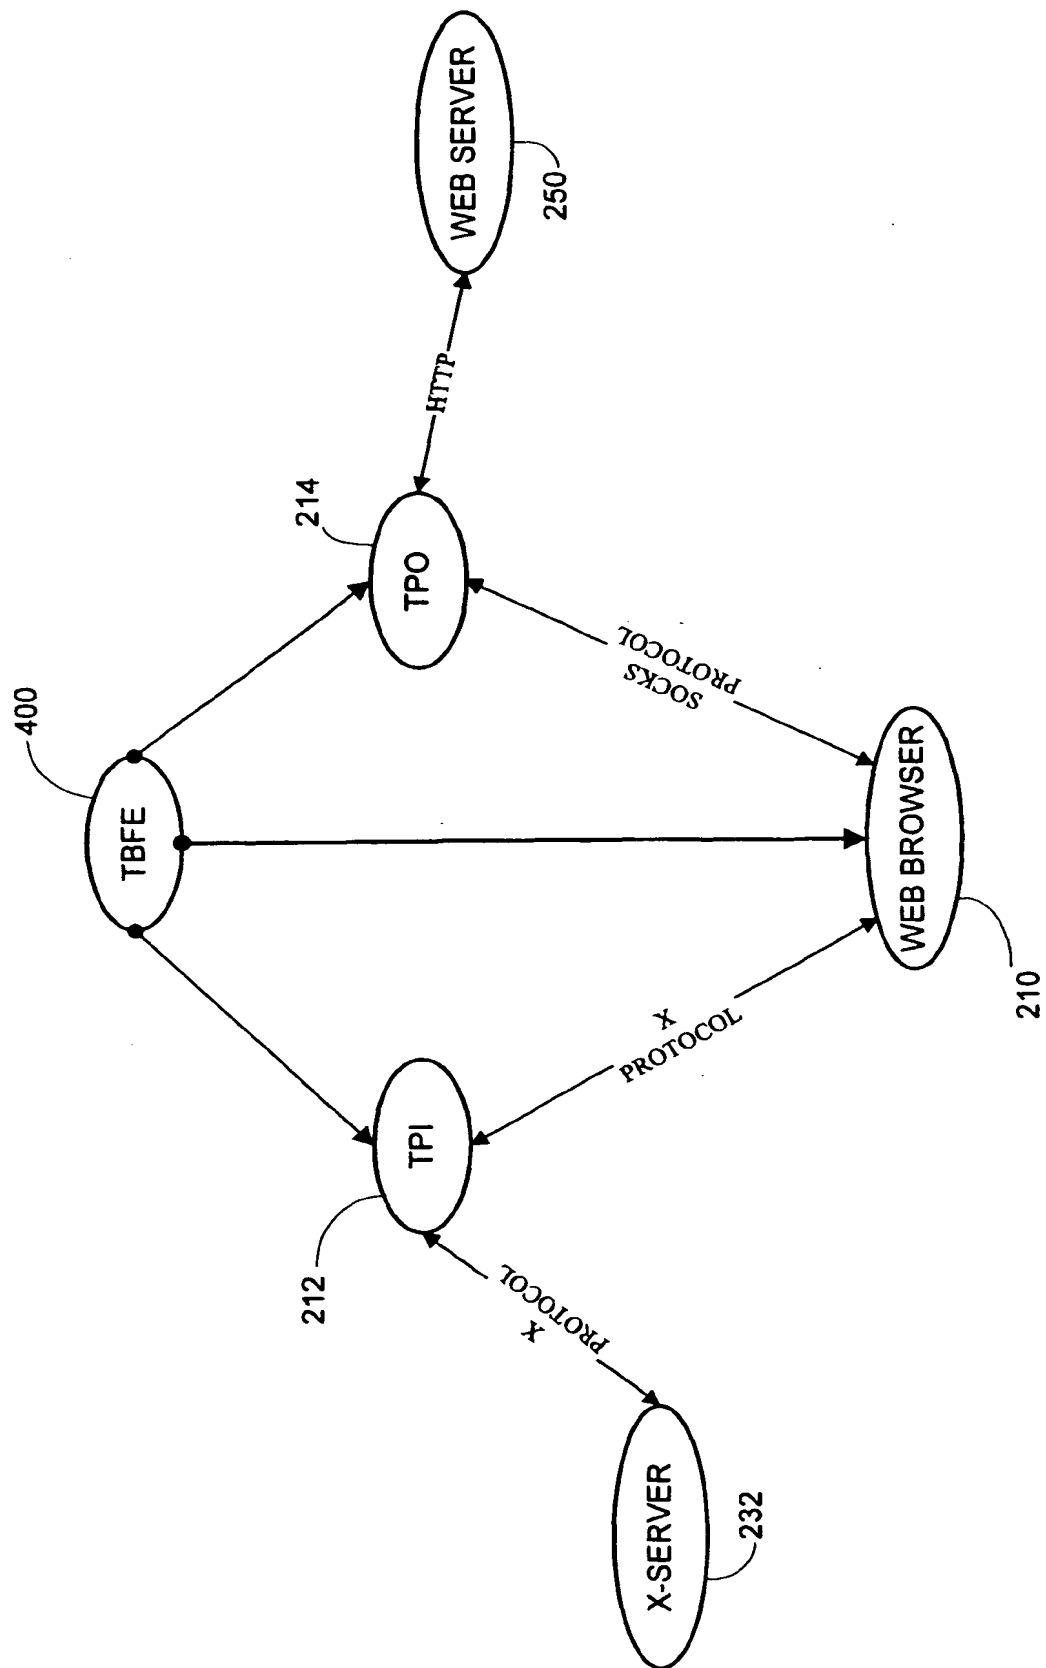 400
TBFE
214
TPO
212
TPI
HTTP
WEB SERVER
250
X
PROTOCOL
X-SERVER
232
X
PROTOCOL
SOCKS
PROTOCOL
WEB BROWSER
210